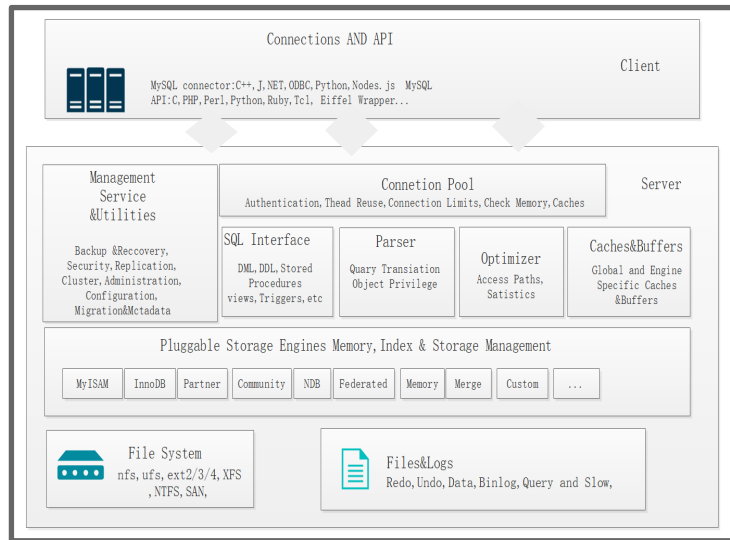 Connections AND API
Client
MySQL connector:C++,J,NET,ODBC,Python,Nodes.js  MySQL
API:C,PHP,Perl,Python,Ruby,Tcl, Eiffel Wrapper...
Management
Service
&Utilities
Backup &Reccovery,
Security,Replication,
Cluster,Administration,
Configuration,
Migration&Mctadata
Connetion Pool
Authentication,Thead Reuse,Connection Limits,Check Memory,Caches
Server
SQL Interface
DML,DDL,Stored
Procedures
views,Triggers,etc
Parser
Quary Transiation
Object Privilege
Optimizer
Access Paths,
Satistics
Caches&Buffers
Global and Engine
Specific Caches
&Buffers
Pluggable Storage Engines Memory,Index & Storage Management
MyISAM
InnoDB
Partner
Community
NDB
Federated
Memory
Merge
Custom
...
File System
nfs,ufs,ext2/3/4,XFS
,NTFS,SAN,
Files&Logs
Redo,Undo,Data,Binlog,Query and Slow,